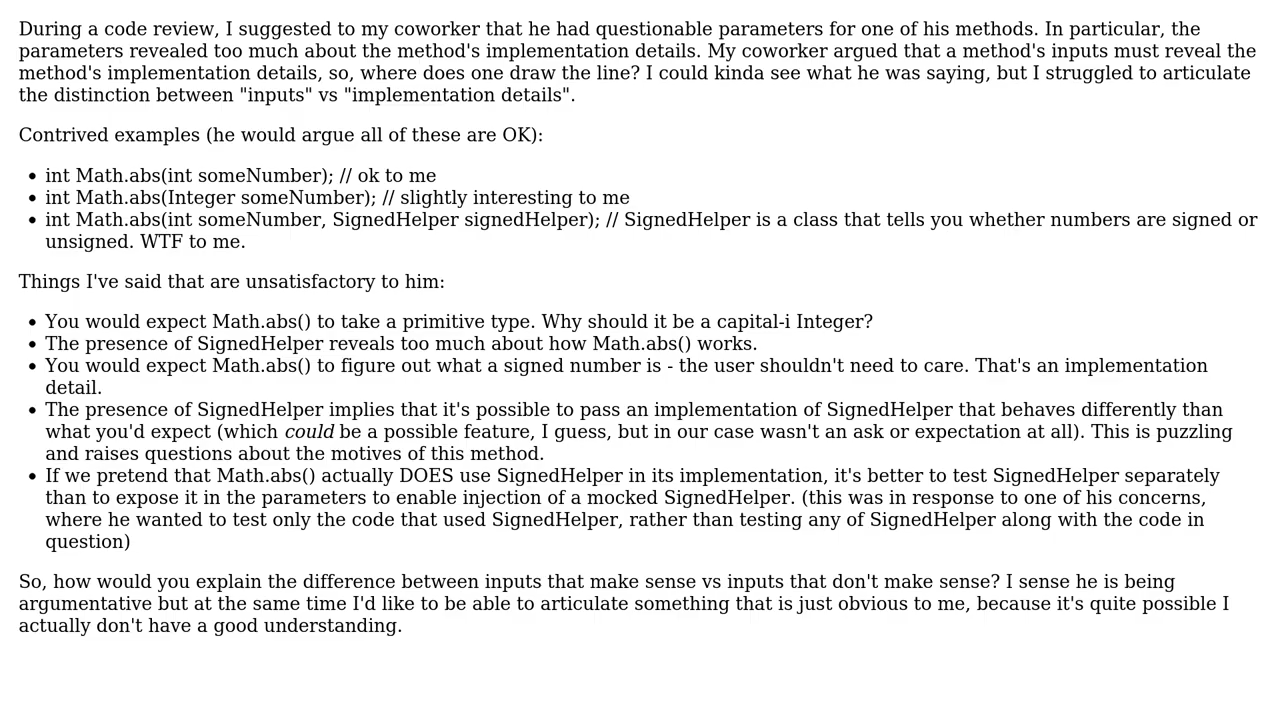 During a code review, I suggested to my coworker that he had questionable parameters for one of his methods. In particular, the
parameters revealed too much about the method's implementation details. My coworker argued that a method's inputs must reveal the
method's implementation details, so, where does one draw the line? I could kinda see what he was saying, but I struggled to articulate
the distinction between "inputs" vs "implementation details".
Contrived examples (he would argue all of these are OK):
• int Math.abs(int someNumber); // ok to me
• int Math.abs(Integer someNumber); // slightly interesting to me
• int Math.abs(int someNumber, SignedHelper signedHelper); // SignedHelper is a class that tells you whether numbers are signed or
unsigned. WTF to me.
Things I've said that are unsatisfactory to him:
• You would expect Math.abs() to take a primitive type. Why should it be a capital-i Integer?
• The presence of SignedHelper reveals too much about how Math.abs() works.
• You would expect Math.abs() to figure out what a signed number is - the user shouldn't need to care. That's an implementation
detail.
• The presence of SignedHelper implies that it's possible to pass an implementation of SignedHelper that behaves differently than
what you'd expect (which could be a possible feature, I guess, but in our case wasn't an ask or expectation at all). This is puzzling
and raises questions about the motives of this method.
• If we pretend that Math.abs() actually DOES use SignedHelper in its implementation, it's better to test SignedHelper separately
than to expose it in the parameters to enable injection of a mocked SignedHelper. (this was in response to one of his concerns,
where he wanted to test only the code that used SignedHelper, rather than testing any of SignedHelper along with the code in
question)
So, how would you explain the difference between inputs that make sense vs inputs that don't make sense? I sense he is being
argumentative but at the same time I'd like to be able to articulate something that is just obvious to me, because it's quite possible I
actually don't have a good understanding.